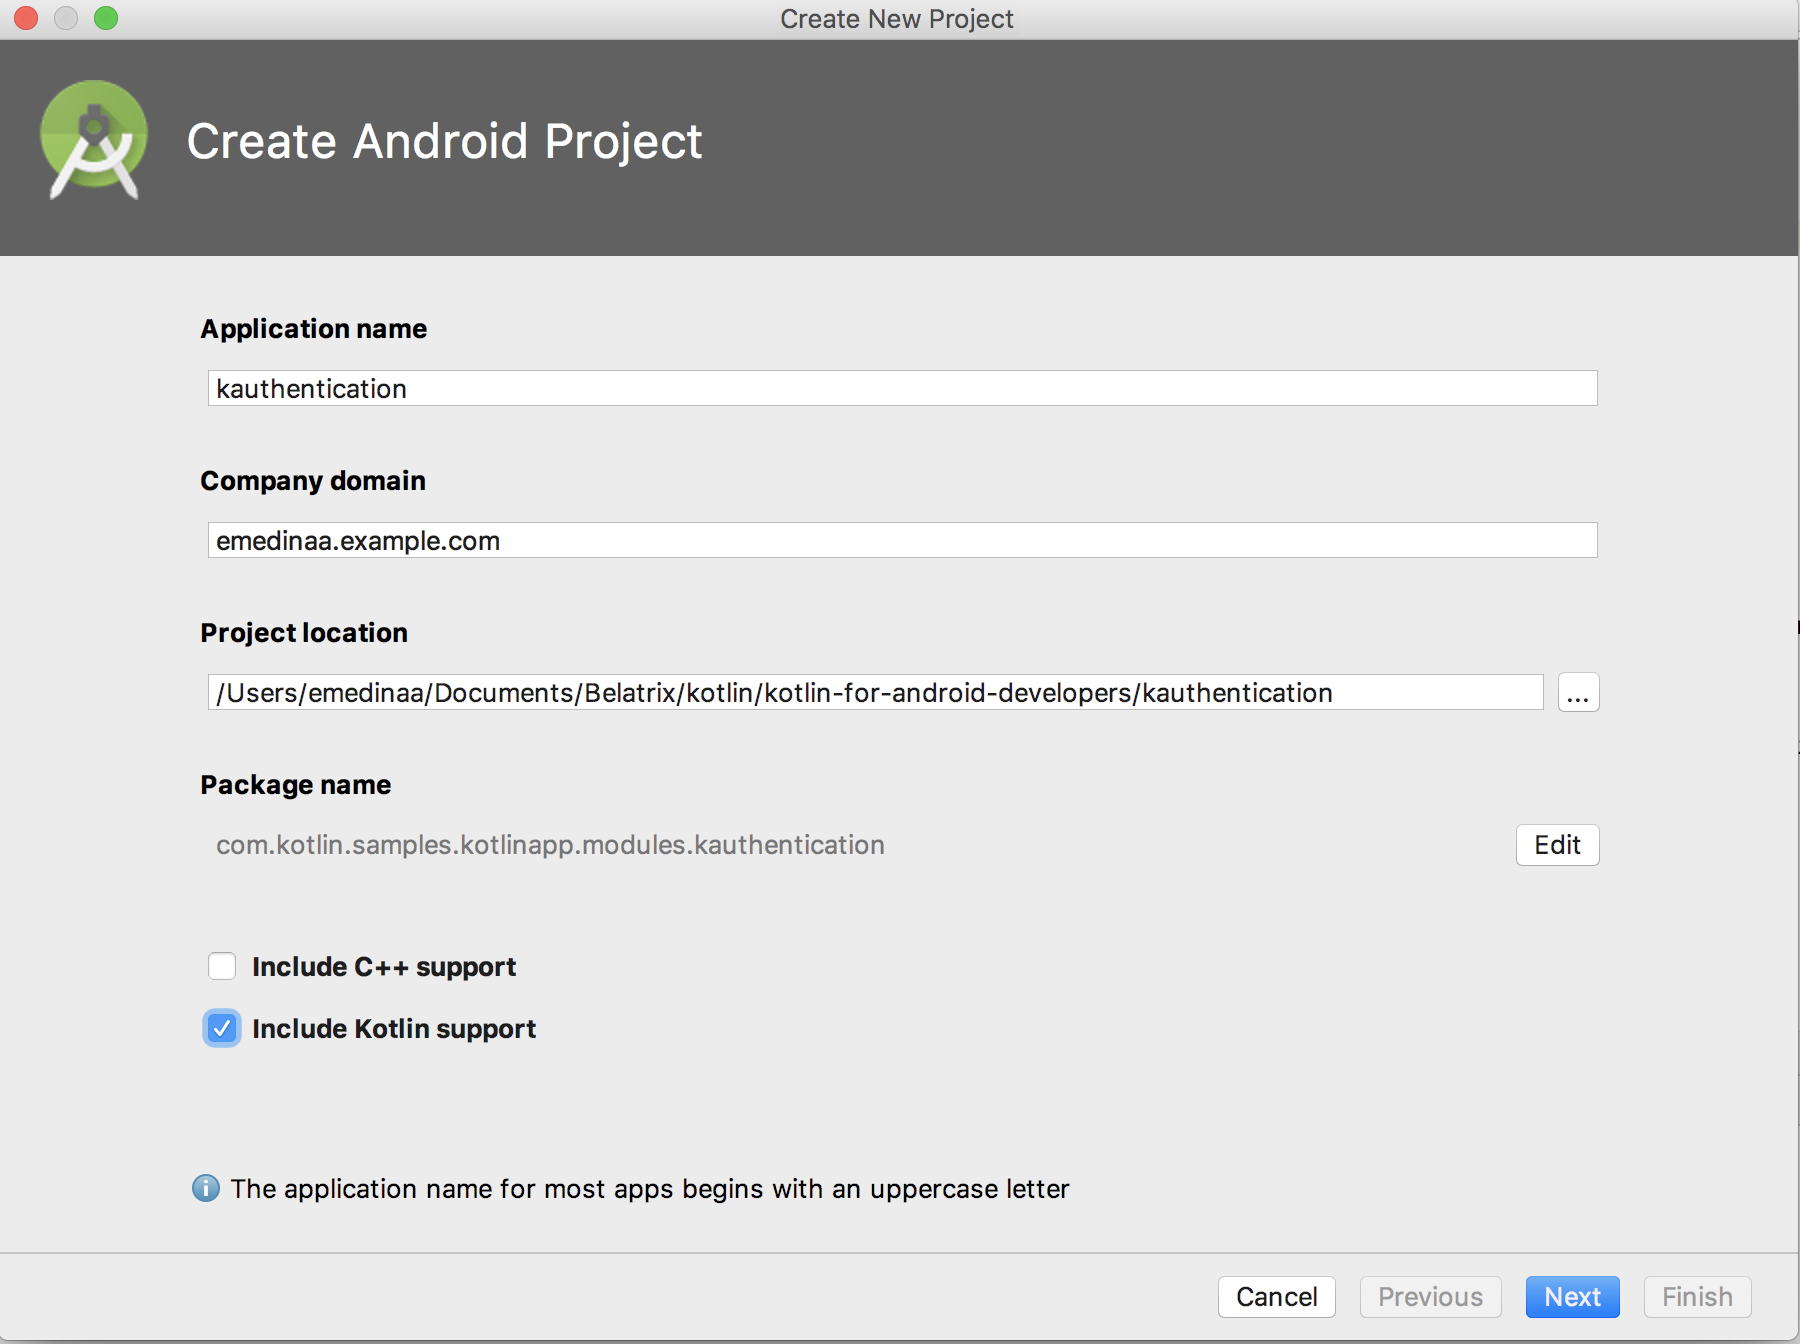 Create New Project
Create Android Project
Application name
kauthentication
Company domain
emedinaa.example.com
Project location
/Users/emedinaa/Documents/Belatrix/kotlin/kotlin-for-android-developers/kauthentication
...
Package name
com.kotlin.samples.kotlinapp.modules.kauthentication
Edit
Include C++ support
Include Kotlin support
The application name for most apps begins with an uppercase letter
Cancel Previous Next Finish